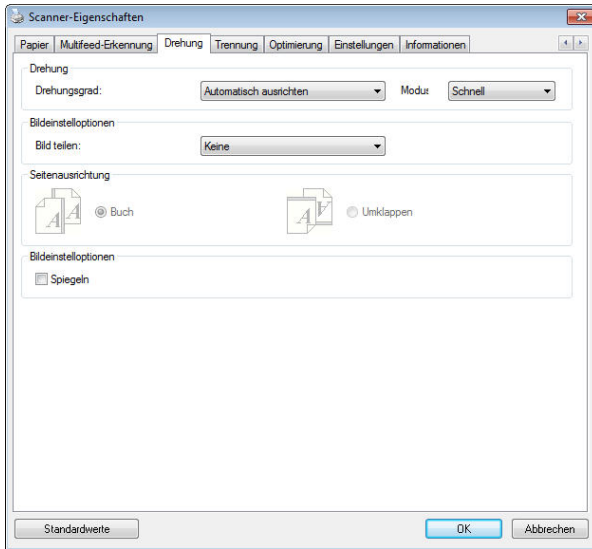 Scanner-Eigenschaften
Papier Multifeed-Erkennung Drehung Trennung Optimierung Einstellungen Informationen
Drehung
Drehungsgrad: Automatisch ausrichten Modus Schnell
Bildeinstelloptionen
Bild teilen: Keine
Seitenausrichtung
A A Buch A A Umklappen
Bildeinstelloptionen
Spiegeln
Standardwerte OK Abbrechen